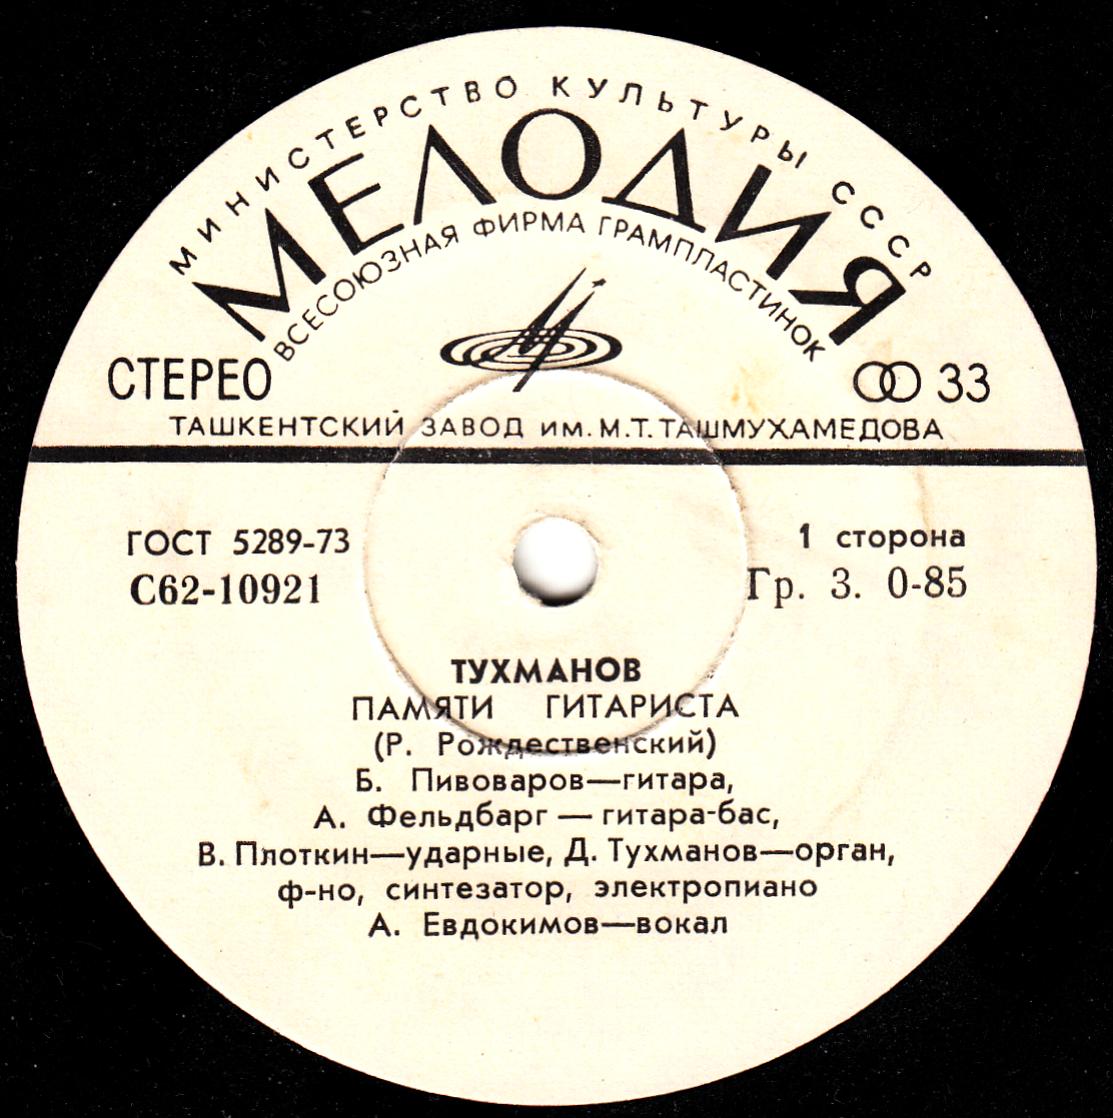 МИНИСТЕРСТВО КУЛЬТУРЫ СССР
МЕЛОДИЯ
ВСЕСОЮЗНАЯ ФИРМА ГРАМПЛАСТИНОК
СТЕРЕО 33
ТАШКЕНТСКИЙ ЗАВОД ИМ. М.Т. ТАШМУХАМЕДОВА
ГОСТ 5289-73 1 сторона
С62-10921 Гр. 3. 0-85
ТУХМАНОВ
ПАМЯТИ ГИТАРИСТА
(Р. Рождественский)
Б. Пивоваров—гитара,
А. Фельдбарг — гитара-бас,
В. Плоткин—ударные, Д. Тухманов—орган,
ф-но, синтезатор, электропиано
А. Евдокимов—вокал